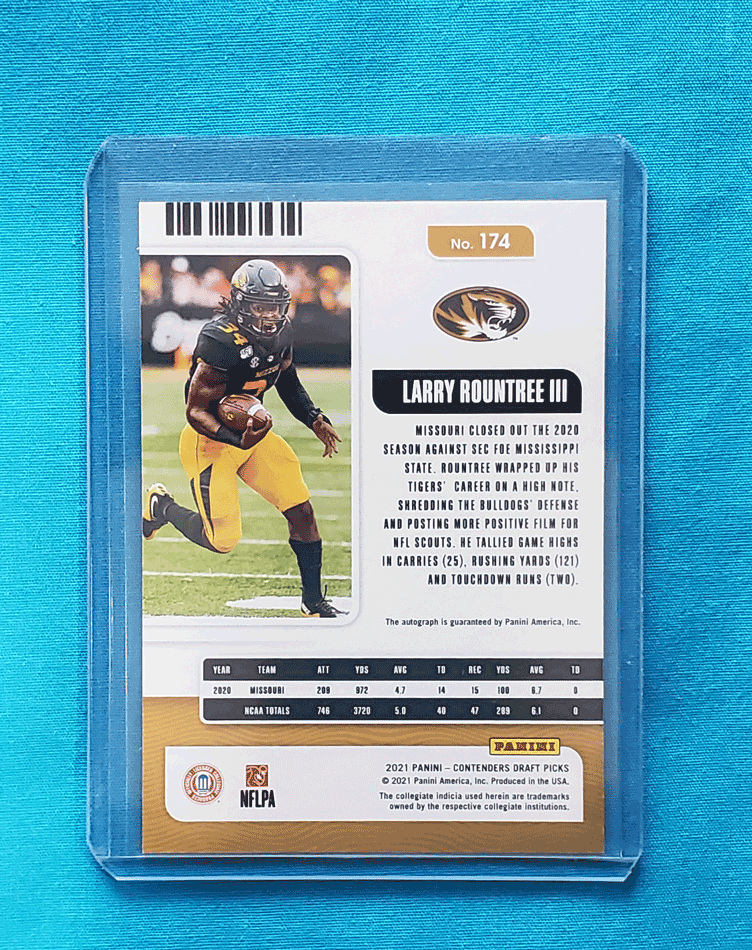 No. 174
LARRY ROUNTREE III
MISSOURI CLOSED OUT THE 2020
SEASON AGAINST SEC FOE MISSISSIPPI
STATE. ROUNTREE WRAPPED UP HIS
TIGERS' CAREER ON A HIGH NOTE,
SHREDDING THE BULLDOGS' DEFENSE
AND POSTING MORE POSITIVE FILM FOR
NFL SCOUTS. HE TALLIED GAME HIGHS
IN CARRIES (25), RUSHING YARDS (121)
AND TOUCHDOWN RUNS (TWO).
The autograph is guaranteed by Panini America, Inc.
YEAR TEAM ATT YDS AVG TD REC YDS AVG TD
2020 MISSOURI 209 972 4.7 14 15 100 6.7 0
NCAA TOTALS 746 3720 5.0 40 47 289 6.1 0
PANINI
2021 PANINI – CONTENDERS DRAFT PICKS
© 2021 Panini America, Inc. Produced in the USA.
The collegiate indicia used herein are trademarks
owned by the respective collegiate institutions.
NFLPA